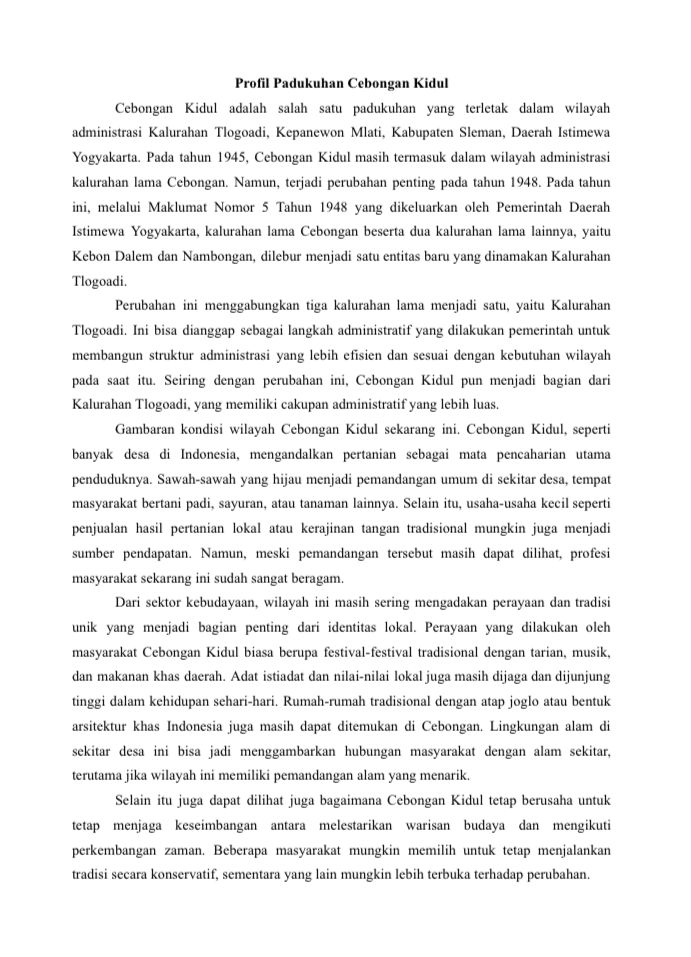 Profil Padukuhan Cebongan Kidul
Cebongan Kidul adalah salah satu padukuhan yang terletak dalam wilayah
administrasi Kalurahan Tlogoadi, Kepanewon Mlati, Kabupaten Sleman, Daerah Istimewa
Yogyakarta. Pada tahun 1945, Cebongan Kidul masih termasuk dalam wilayah administrasi
kalurahan lama Cebongan. Namun, terjadi perubahan penting pada tahun 1948. Pada tahun
ini, melalui Maklumat Nomor 5 Tahun 1948 yang dikeluarkan oleh Pemerintah Daerah
Istimewa Yogyakarta, kalurahan lama Cebongan beserta dua kalurahan lama lainnya, yaitu
Kebon Dalem dan Nambongan, dilebur menjadi satu entitas baru yang dinamakan Kalurahan
Tlogoadi.
Perubahan ini menggabungkan tiga kalurahan lama menjadi satu, yaitu Kalurahan
Tlogoadi. Ini bisa dianggap sebagai langkah administratif yang dilakukan pemerintah untuk
membangun struktur administrasi yang lebih efisien dan sesuai dengan kebutuhan wilayah
pada saat itu. Seiring dengan perubahan ini, Cebongan Kidul pun menjadi bagian dari
Kalurahan Tlogoadi, yang memiliki cakupan administratif yang lebih luas.
Gambaran kondisi wilayah Cebongan Kidul sekarang ini. Cebongan Kidul, seperti
banyak desa di Indonesia, mengandalkan pertanian sebagai mata pencaharian utama
penduduknya. Sawah-sawah yang hijau menjadi pemandangan umum di sekitar desa, tempat
masyarakat bertani padi, sayuran, atau tanaman lainnya. Selain itu, usaha-usaha kecil seperti
penjualan hasil pertanian lokal atau kerajinan tangan tradisional mungkin juga menjadi
sumber pendapatan. Namun, meski pemandangan tersebut masih dapat dilihat, profesi
masyarakat sekarang ini sudah sangat beragam.
Dari sektor kebudayaan, wilayah ini masih sering mengadakan perayaan dan tradisi
unik yang menjadi bagian penting dari identitas lokal. Perayaan yang dilakukan oleh
masyarakat Cebongan Kidul biasa berupa festival-festival tradisional dengan tarian, musik,
dan makanan khas daerah. Adat istiadat dan nilai-nilai lokal juga masih dijaga dan dijunjung
tinggi dalam kehidupan sehari-hari. Rumah-rumah tradisional dengan atap joglo atau bentuk
arsitektur khas Indonesia juga masih dapat ditemukan di Cebongan. Lingkungan alam di
sekitar desa ini bisa jadi menggambarkan hubungan masyarakat dengan alam sekitar,
terutama jika wilayah ini memiliki pemandangan alam yang menarik.
Selain itu juga dapat dilihat juga bagaimana Cebongan Kidul tetap berusaha untuk
tetap menjaga keseimbangan antara melestarikan warisan budaya dan mengikuti
perkembangan zaman. Beberapa masyarakat mungkin memilih untuk tetap menjalankan
tradisi secara konservatif, sementara yang lain mungkin lebih terbuka terhadap perubahan.